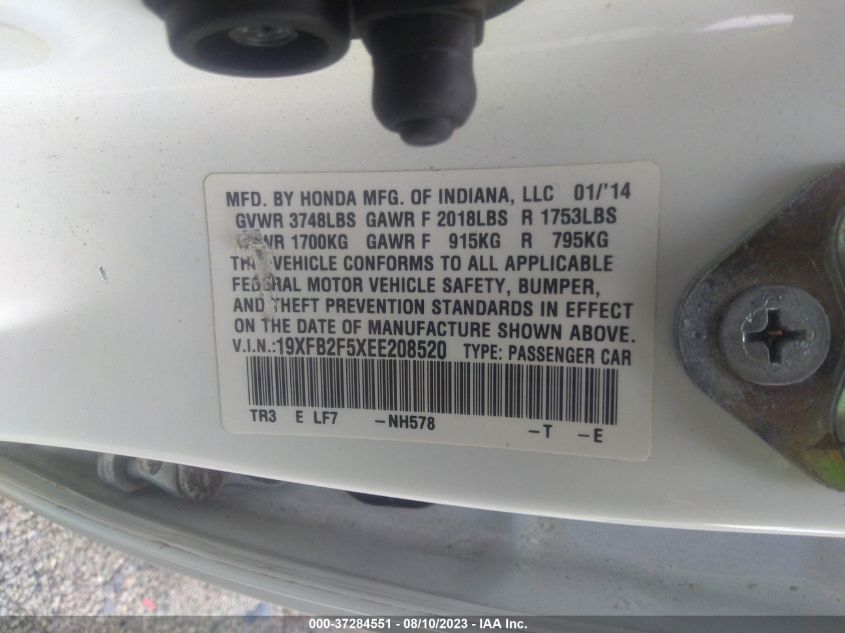 MFD. BY HONDA MFG. OF INDIANA, LLC 01/'14
GVWR 3748LBS GAWR F 2018LBS R 1753LBS
WR 1700KG GAWR F 915KG R 795KG
THIS VEHICLE CONFORMS TO ALL APPLICABLE
FEDERAL MOTOR VEHICLE SAFETY, BUMPER,
AND THEFT PREVENTION STANDARDS IN EFFECT
ON THE DATE OF MANUFACTURE SHOWN ABOVE.
V.I.N.:19XFB2F5XEE208520 TYPE: PASSENGER CAR
TR3 E LF7 -NH578 -T -E
000-37284551 - 08/10/2023 - IAA Inc.